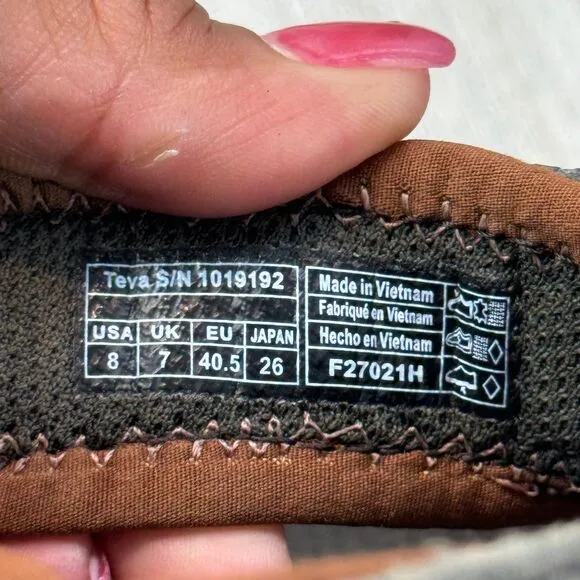 Teva S/N 1019192
USA UK EU JAPAN
8 7 40.5 26
Made in Vietnam
Fabriqué en Vietnam
Hecho en Vietnam
F27021H